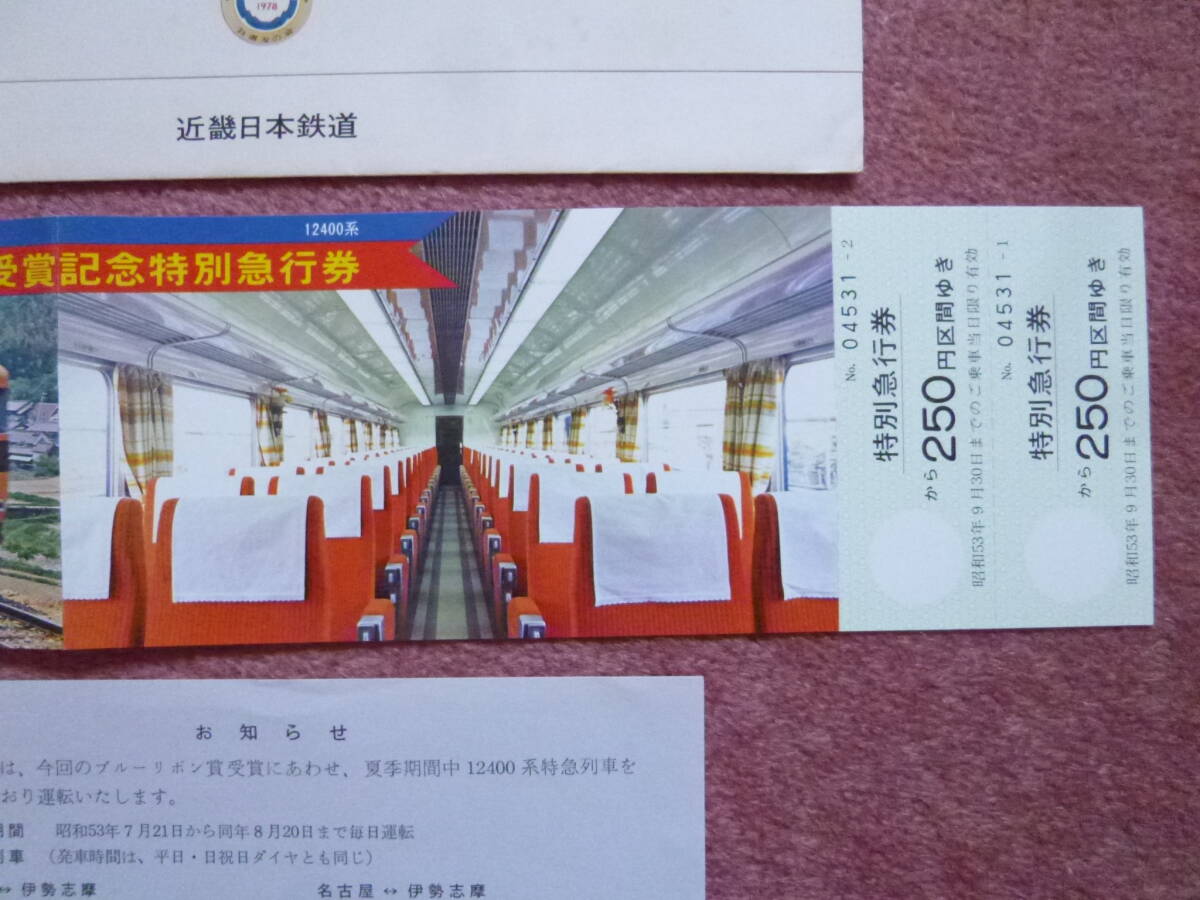 1978
近畿日本鉄道
12400系
受賞記念特別急行券
No. 04531 -2
特別急行券
から250円区間ゆき
昭和53年9月30日までのご乗車当日限り有効
No. 04531 -1
特別急行券
から250円区間ゆき
昭和53年9月30日までのご乗車当日限り有効
お知らせ
は、今回のブルーリボン賞受賞にあわせ、夏季期間中12400系特急列車を
おり運転いたします。
期間 昭和53年7月21日から同年8月20日まで毎日運転
列車 (発車時間は、平日・日祝日ダイヤとも同じ)
↔ 伊勢志摩 名古屋 ↔ 伊勢志摩